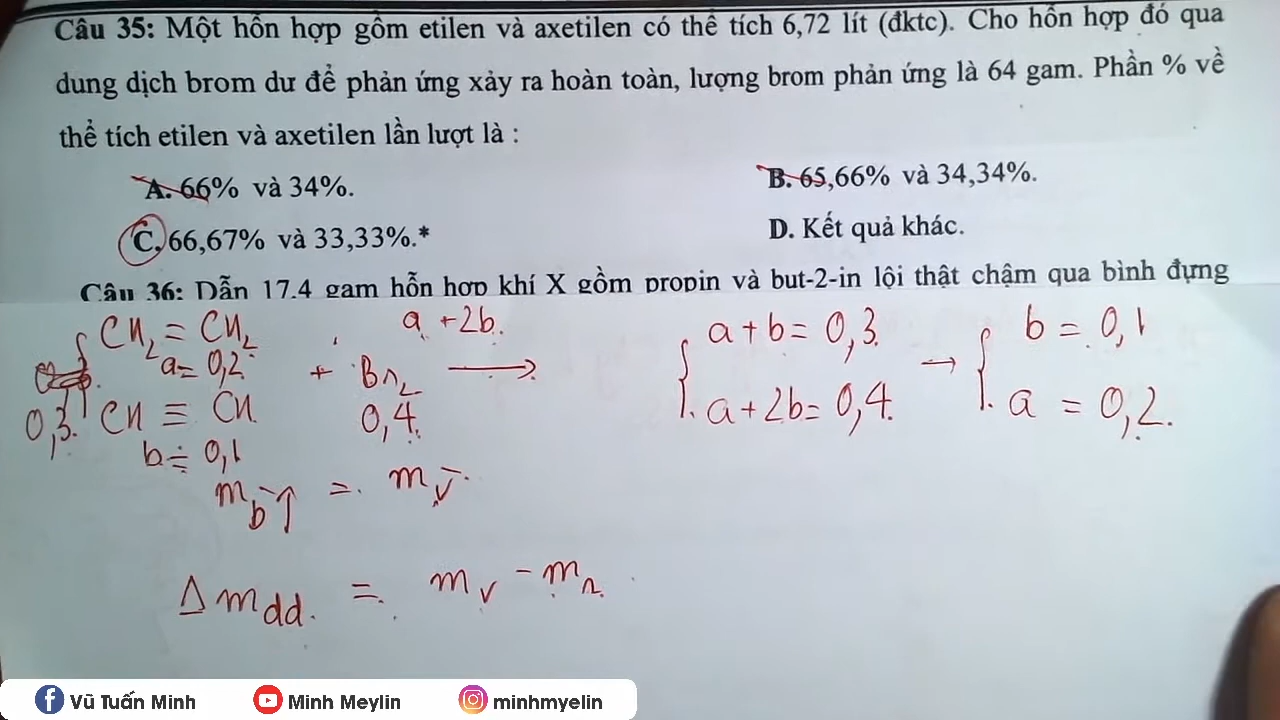 Câu 35: Một hỗn hợp gồm etilen và axetilen có thể tích 6,72 lít (đktc). Cho hỗn hợp đó qua
dung dịch brom dư để phản ứng xảy ra hoàn toàn, lượng brom phản ứng là 64 gam. Phần % về
thể tích etilen và axetilen lần lượt là :
A. 66% và 34%. B. 65,66% và 34,34%.
C. 66,67% và 33,33%.* D. Kết quả khác.
Câu 36: Dẫn 17,4 gam hỗn hợp khí X gồm propin và but-2-in lội thật chậm qua bình đựng
CH₂ = CH₂ a + 2b. a + b = 0,3 → b = 0,1
a = 0,2 + Br₂ ⟶
0,3. CH ≡ CH 0,4. a + 2b = 0,4. a = 0,2.
b = 0,1
m b↑ = m v
Δ m dd. = m v - m r
Vũ Tuấn Minh Minh Meylin minhmyelin